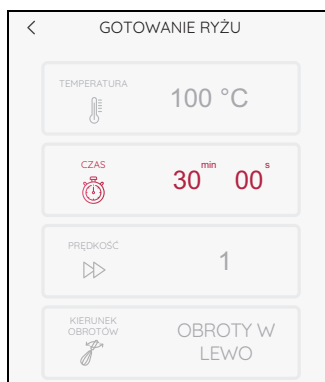 GOTOWANIE RYŻU
TEMPERATURA
100 °C
CZAS
30 min 00 s
PRĘDKOŚĆ
1
KIERUNEK
OBROTÓW
OBROTY W
LEWO